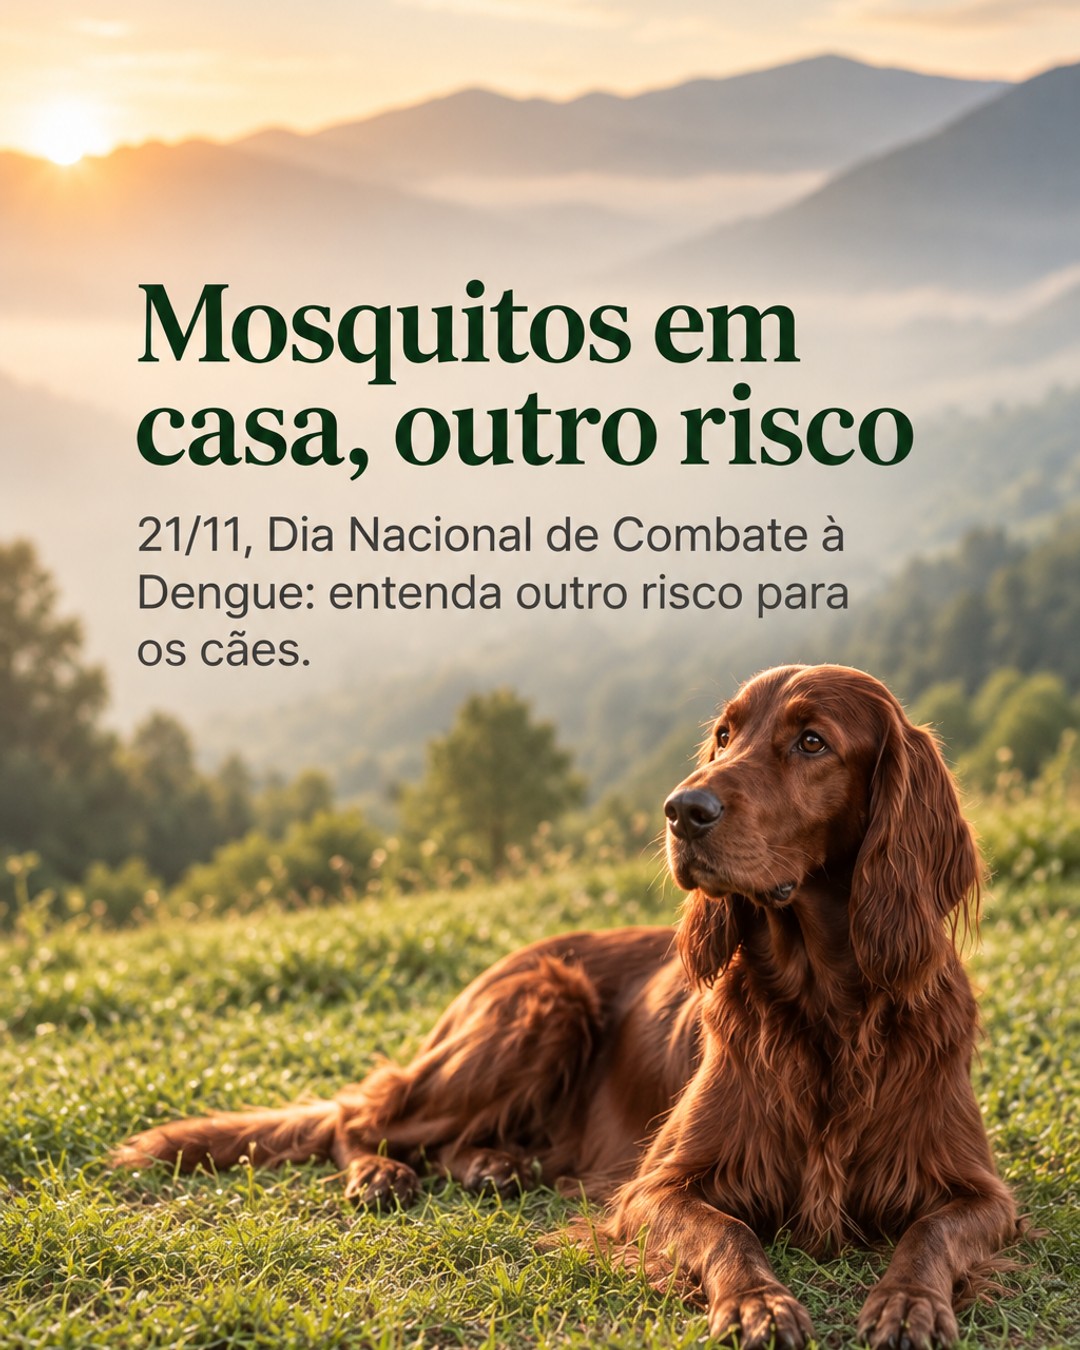 Mosquitos em
casa, outro risco
21/11, Dia Nacional de Combate à
Dengue: entenda outro risco para
os cães.